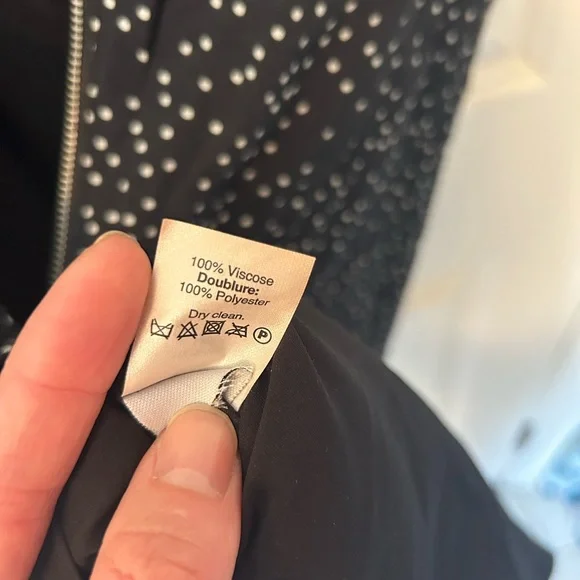 100% Viscose
Doublure:
100% Polyester
Dry clean.
P